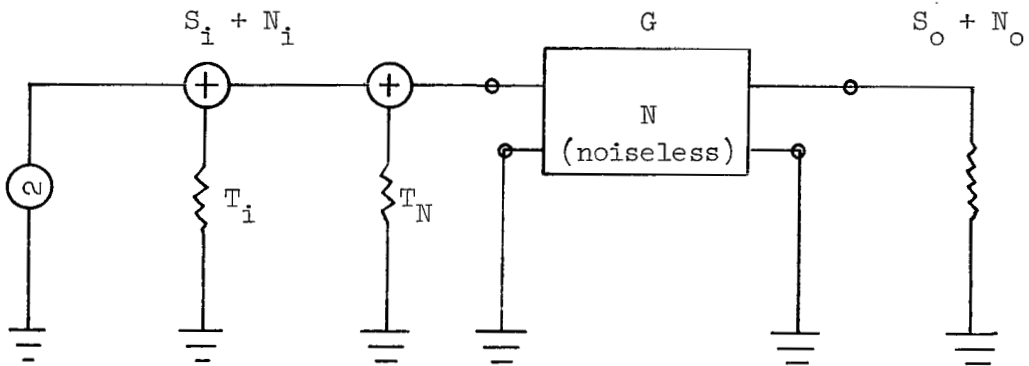 S_i + N_i
G
S_o + N_o
+
+
N
(noiseless)
T_i
T_N